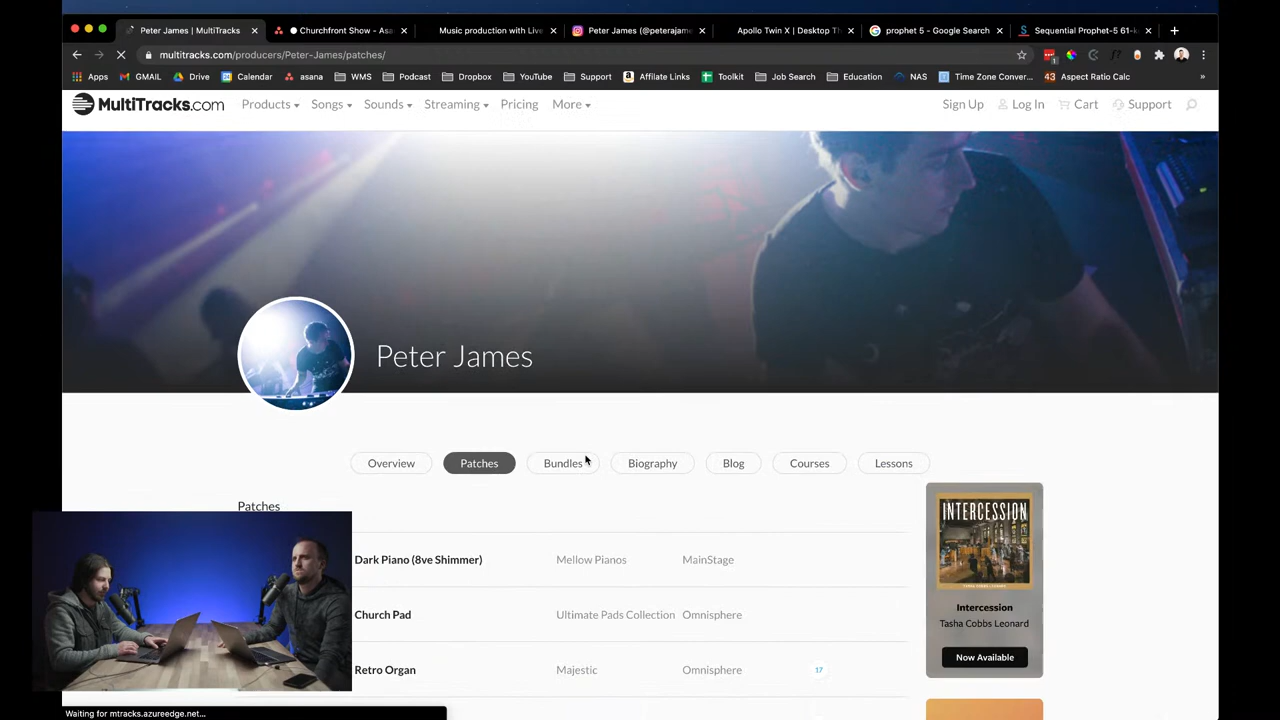 Peter James | MultiTracks
Churchfront Show - Asa
Music production with Live
Peter James (@peterajame
Apollo Twin X | Desktop Th
prophet 5 - Google Search
Sequential Prophet-5 61-k
multitracks.com/producers/Peter-James/patches/
Apps
GMAIL
Drive
Calendar
asana
WMS
Podcast
Dropbox
YouTube
Support
Affiliate Links
Toolkit
Job Search
Education
NAS
Time Zone Conver...
43 Aspect Ratio Calc
»
MultiTracks.com
Products
Songs
Sounds
Streaming
Pricing
More
Sign Up
Log In
Cart
Support
Peter James
Overview
Patches
Bundles
Biography
Blog
Courses
Lessons
Patches
Dark Piano (8ve Shimmer)
Mellow Pianos
MainStage
Church Pad
Ultimate Pads Collection
Omnisphere
Retro Organ
Majestic
Omnisphere
17
INTERCESSION
Intercession
Tasha Cobbs Leonard
Now Available
Waiting for mtracks.azureedge.net...